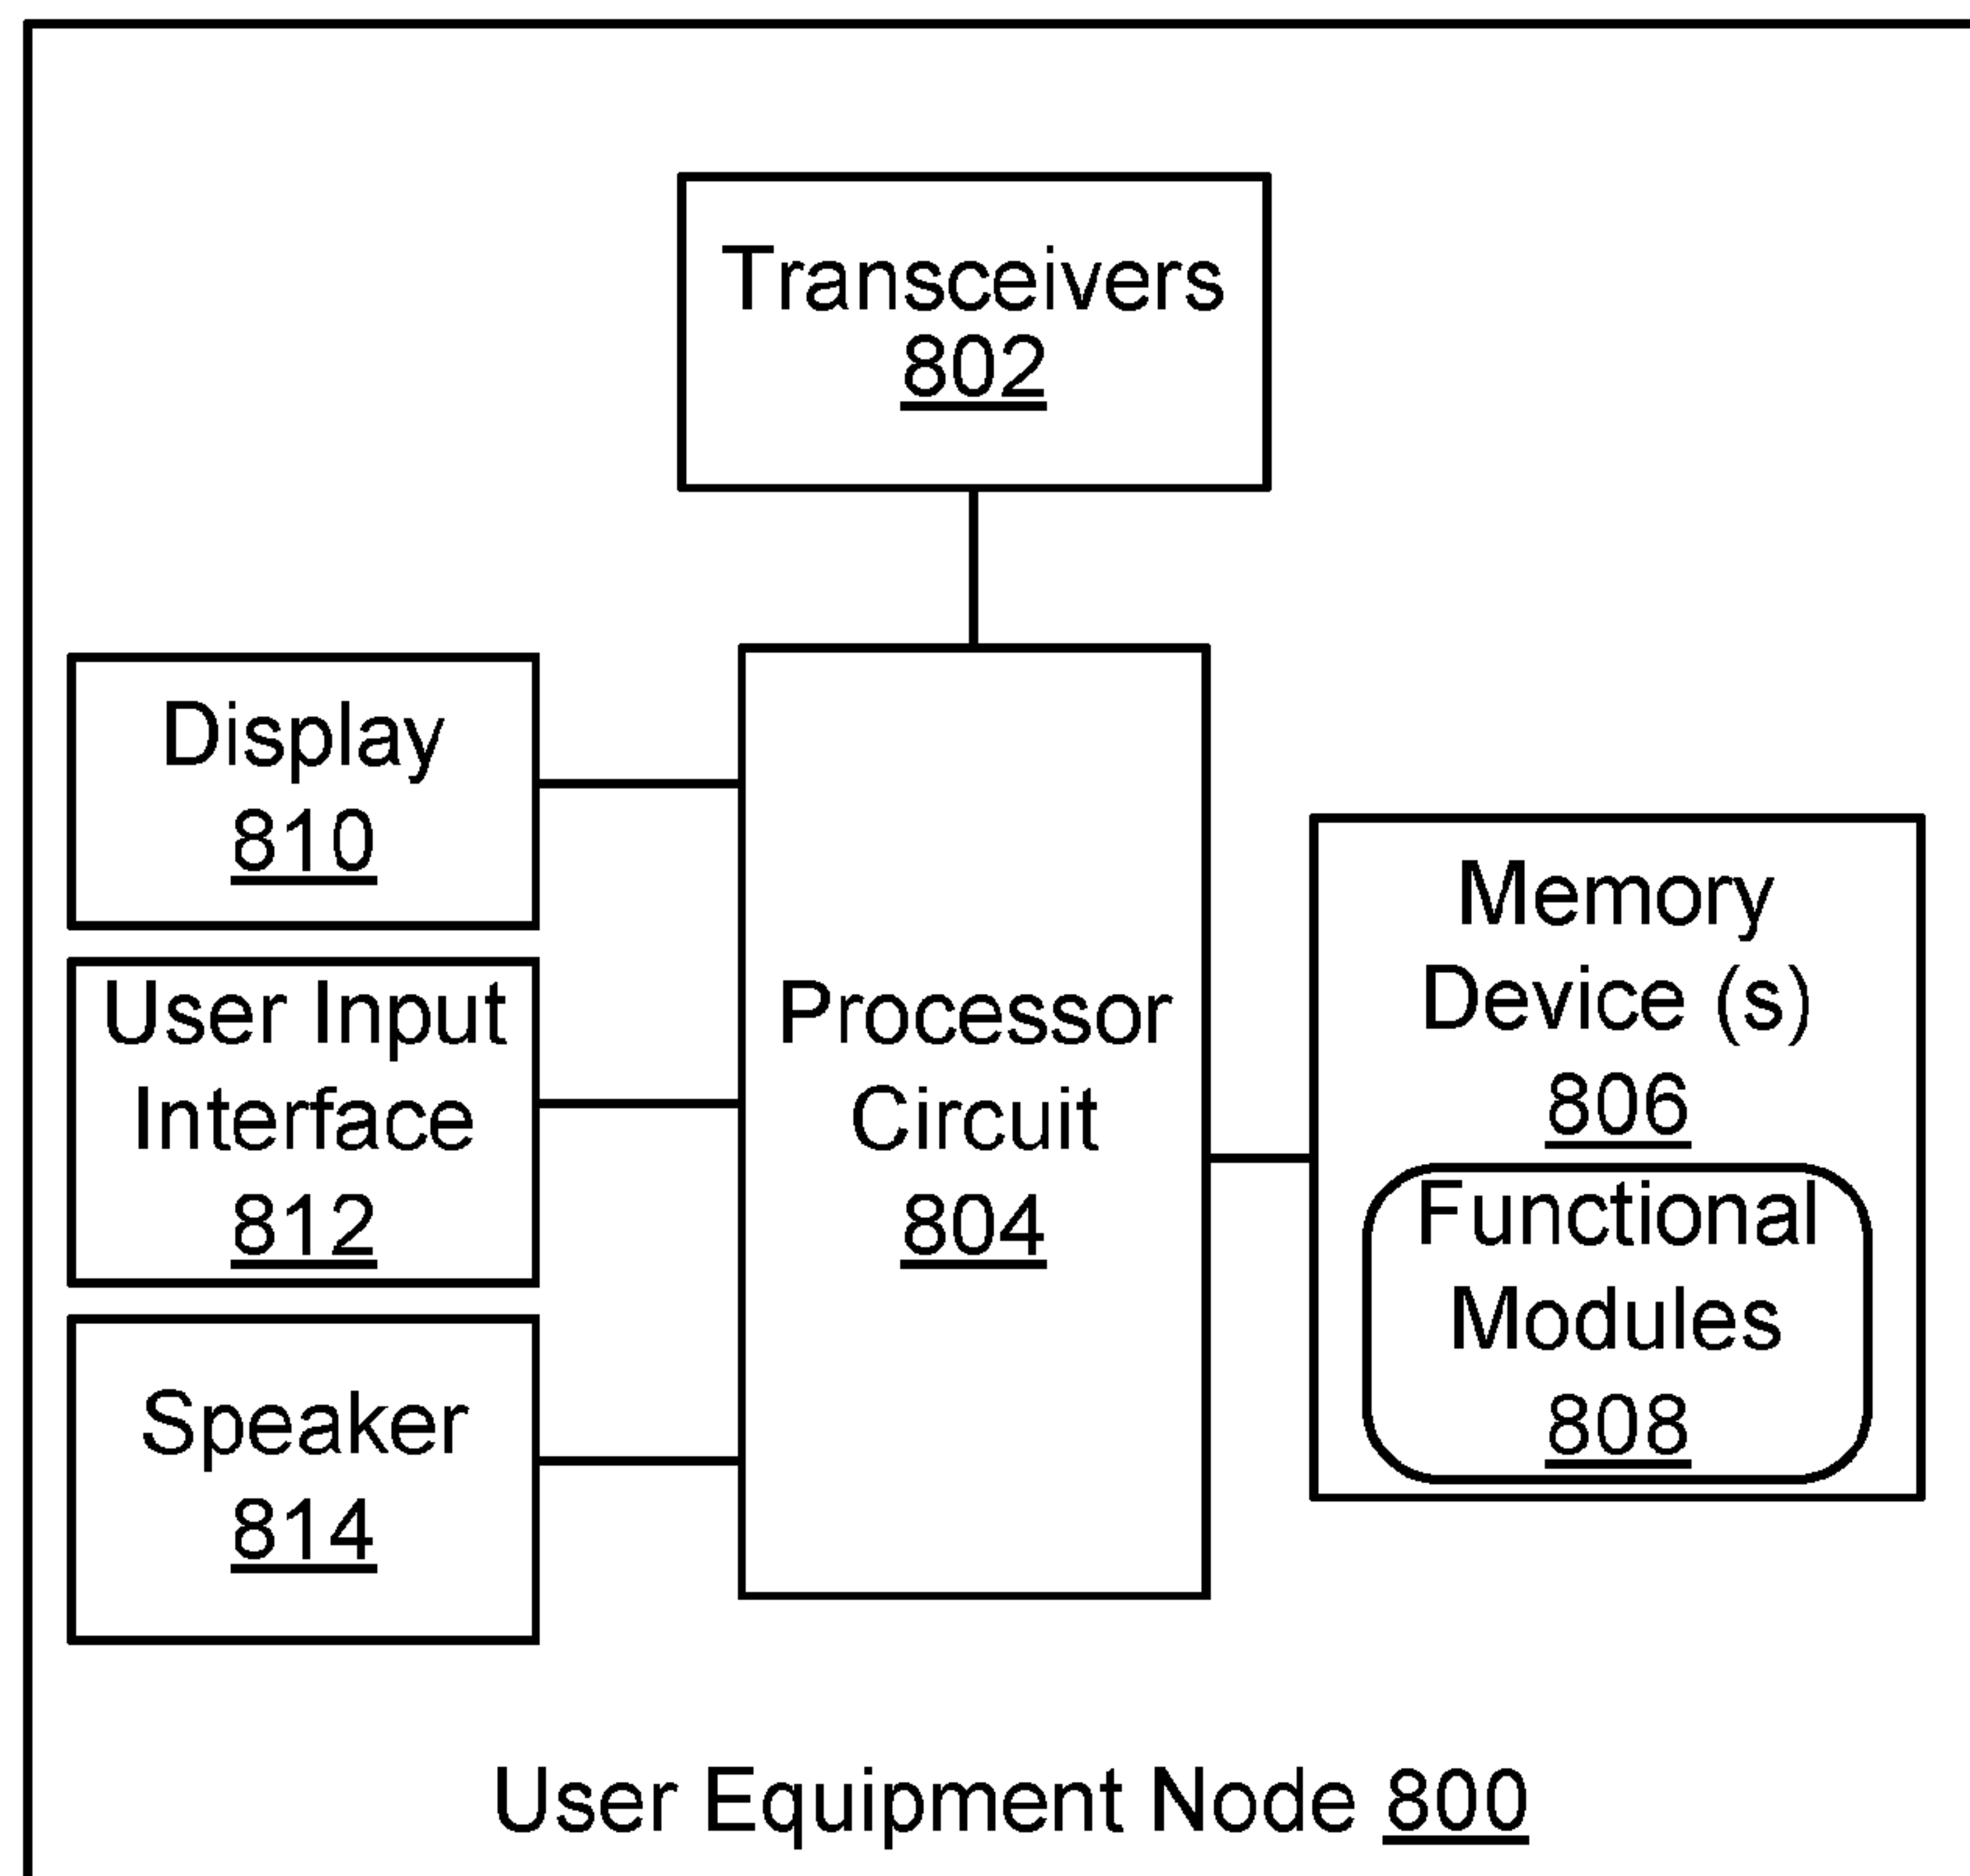 Transceivers
802
Display
810
User Input
Interface
812
Speaker
814
Processor
Circuit
804
Memory
Device (s)
806
Functional
Modules
808
User Equipment Node 800